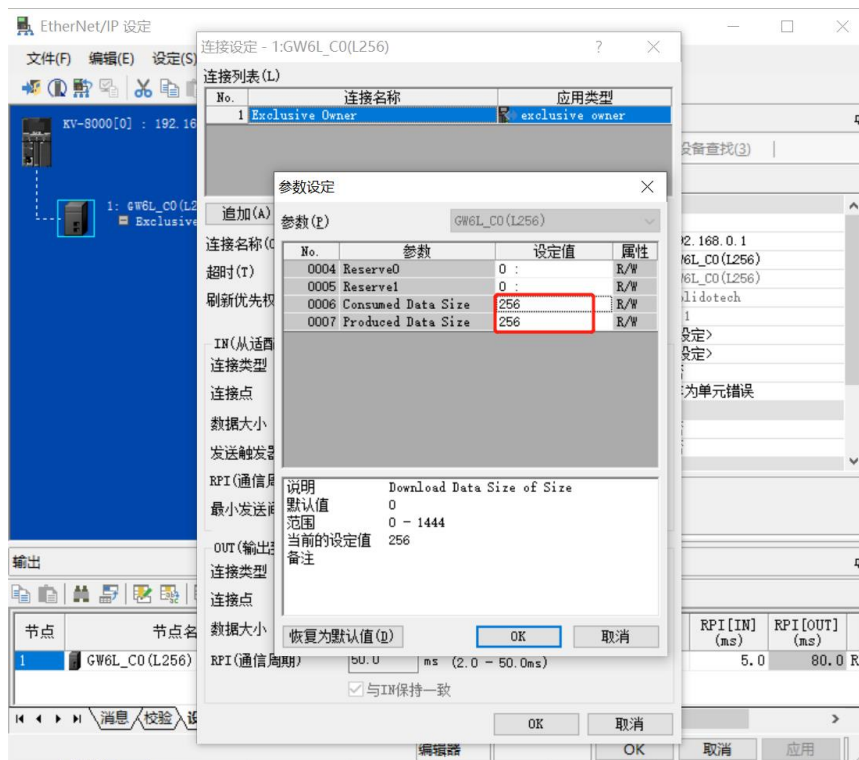 EtherNet/IP 设定
文件(F) 编辑(E) 设定(S)
KV-8000[0] : 192.16
1: GW6L_C0(L2
Exclusive
连接设定 - 1:GW6L_C0(L256)
连接列表(L)
No. 连接名称 应用类型
1 Exclusive Owner exclusive owner
追加(A)
连接名称(
超时(T)
刷新优先权
IN(从适配
连接类型
连接点
数据大小
发送触发器
RPI(通信周
最小发送间
OUT(输出
连接类型
连接点
数据大小
RPI(通信周期) 50.0 ms (2.0 - 50.0ms)
与IN保持一致
OK 取消
参数设定
参数(P) GW6L_C0(L256)
No. 参数 设定值 属性
0004 Reserve0 0 : R/W
0005 Reserve1 0 : R/W
0006 Consumed Data Size 256 R/W
0007 Produced Data Size 256 R/W
说明 Download Data Size of Size
默认值 0
范围 0 - 1444
当前的设定值 256
备注
恢复为默认值(D) OK 取消
设备查找(3)
2.168.0.1
6L_C0(L256)
6L_C0(L256)
lidotech
1
设定>
设定>
为单元错误
输出
节点 节点名 RPI[IN] (ms) RPI[OUT] (ms)
1 GW6L_C0(L256) 5.0 80.0 R
消息 校验 设
编辑器 OK 取消 应用